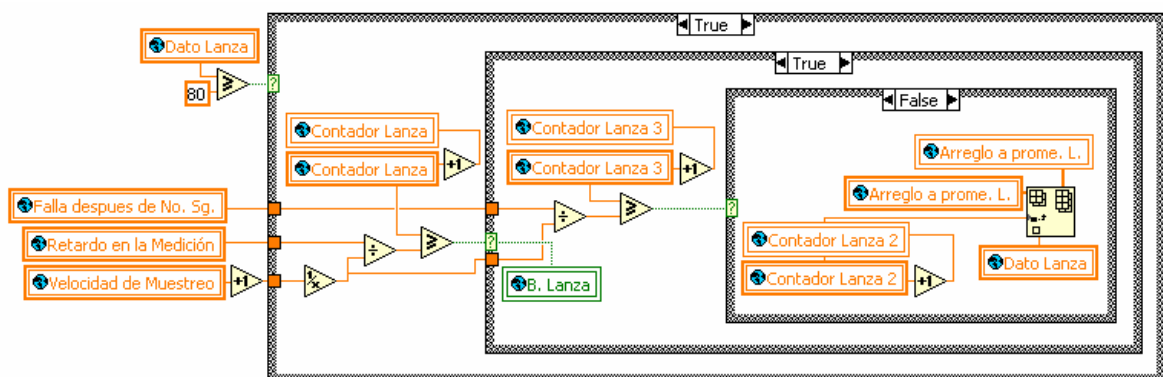 True
Dato Lanza
80
?
True
False
Contador Lanza
Contador Lanza
+1
Contador Lanza 3
Contador Lanza 3
+1
Arreglo a prome. L.
Arreglo a prome. L.
Falla despues de No. Sg.
Retardo en la Medición
Velocidad de Muestreo
+1
1/x
÷
≥
?
÷
≥
?
B. Lanza
Contador Lanza 2
Contador Lanza 2
+1
Dato Lanza